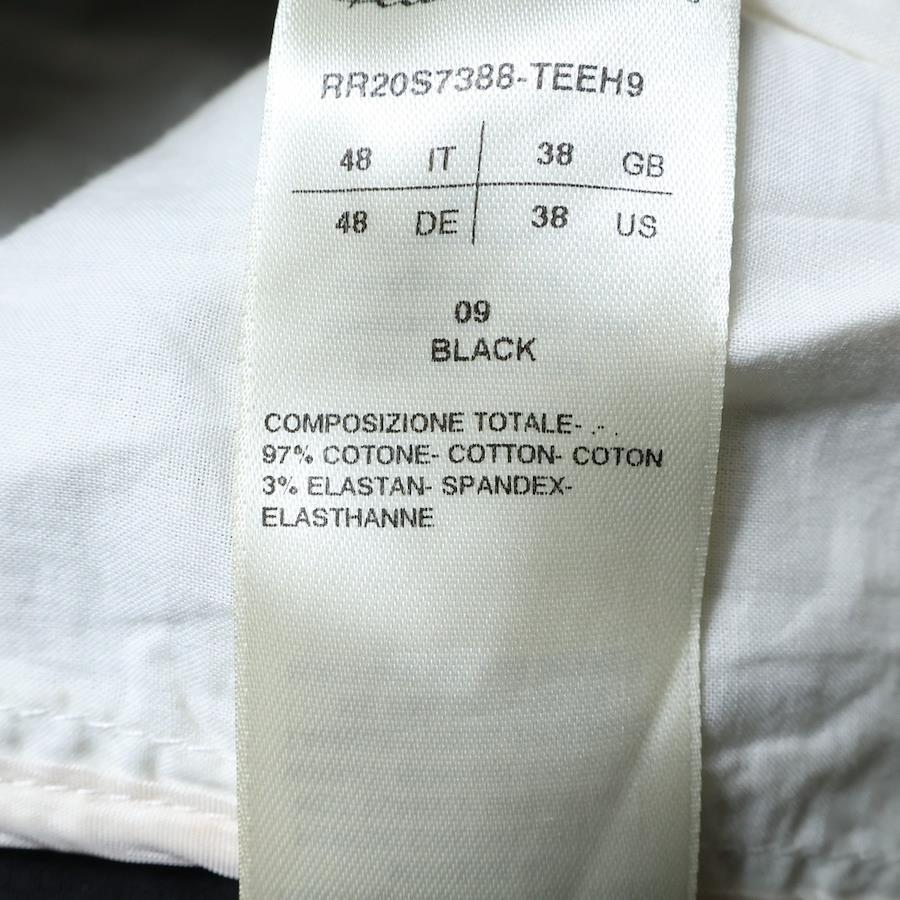 RR20S7388-TEEH9
48 IT 38 GB
48 DE 38 US
09
BLACK
COMPOSIZIONE TOTALE- .- .
97% COTONE- COTTON- COTON
3% ELASTAN- SPANDEX-
ELASTHANNE